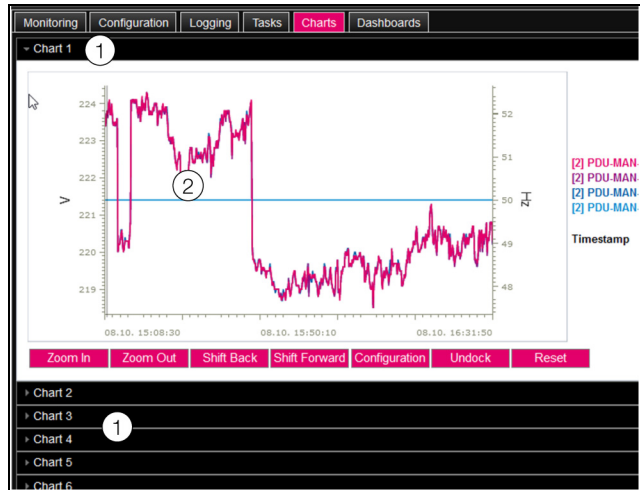 Monitoring Configuration Logging Tasks Charts Dashboards
Chart 1
1
224
223
222
221
220
219
V
2
52
51
50
49
48
Hz
08.10. 15:08:30 08.10. 15:50:10 08.10. 16:31:50
[2] PDU-MAN-
[2] PDU-MAN-
[2] PDU-MAN-
[2] PDU-MAN-
Timestamp
Zoom In Zoom Out Shift Back Shift Forward Configuration Undock Reset
Chart 2
Chart 3
1
Chart 4
Chart 5
Chart 6